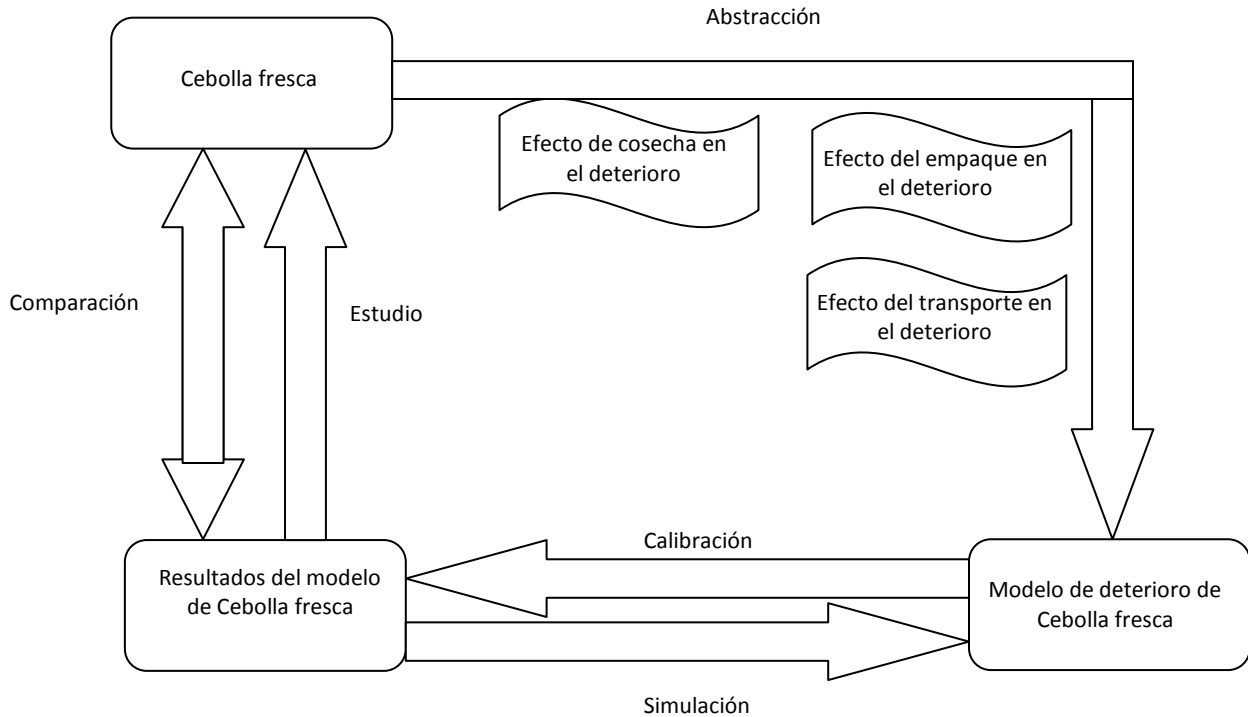 Abstracción
Cebolla fresca
Efecto de cosecha en
el deterioro
Efecto del empaque en
el deterioro
Efecto del transporte en
el deterioro
Comparación
Estudio
Calibración
Resultados del modelo
de Cebolla fresca
Modelo de deterioro de
Cebolla fresca
Simulación